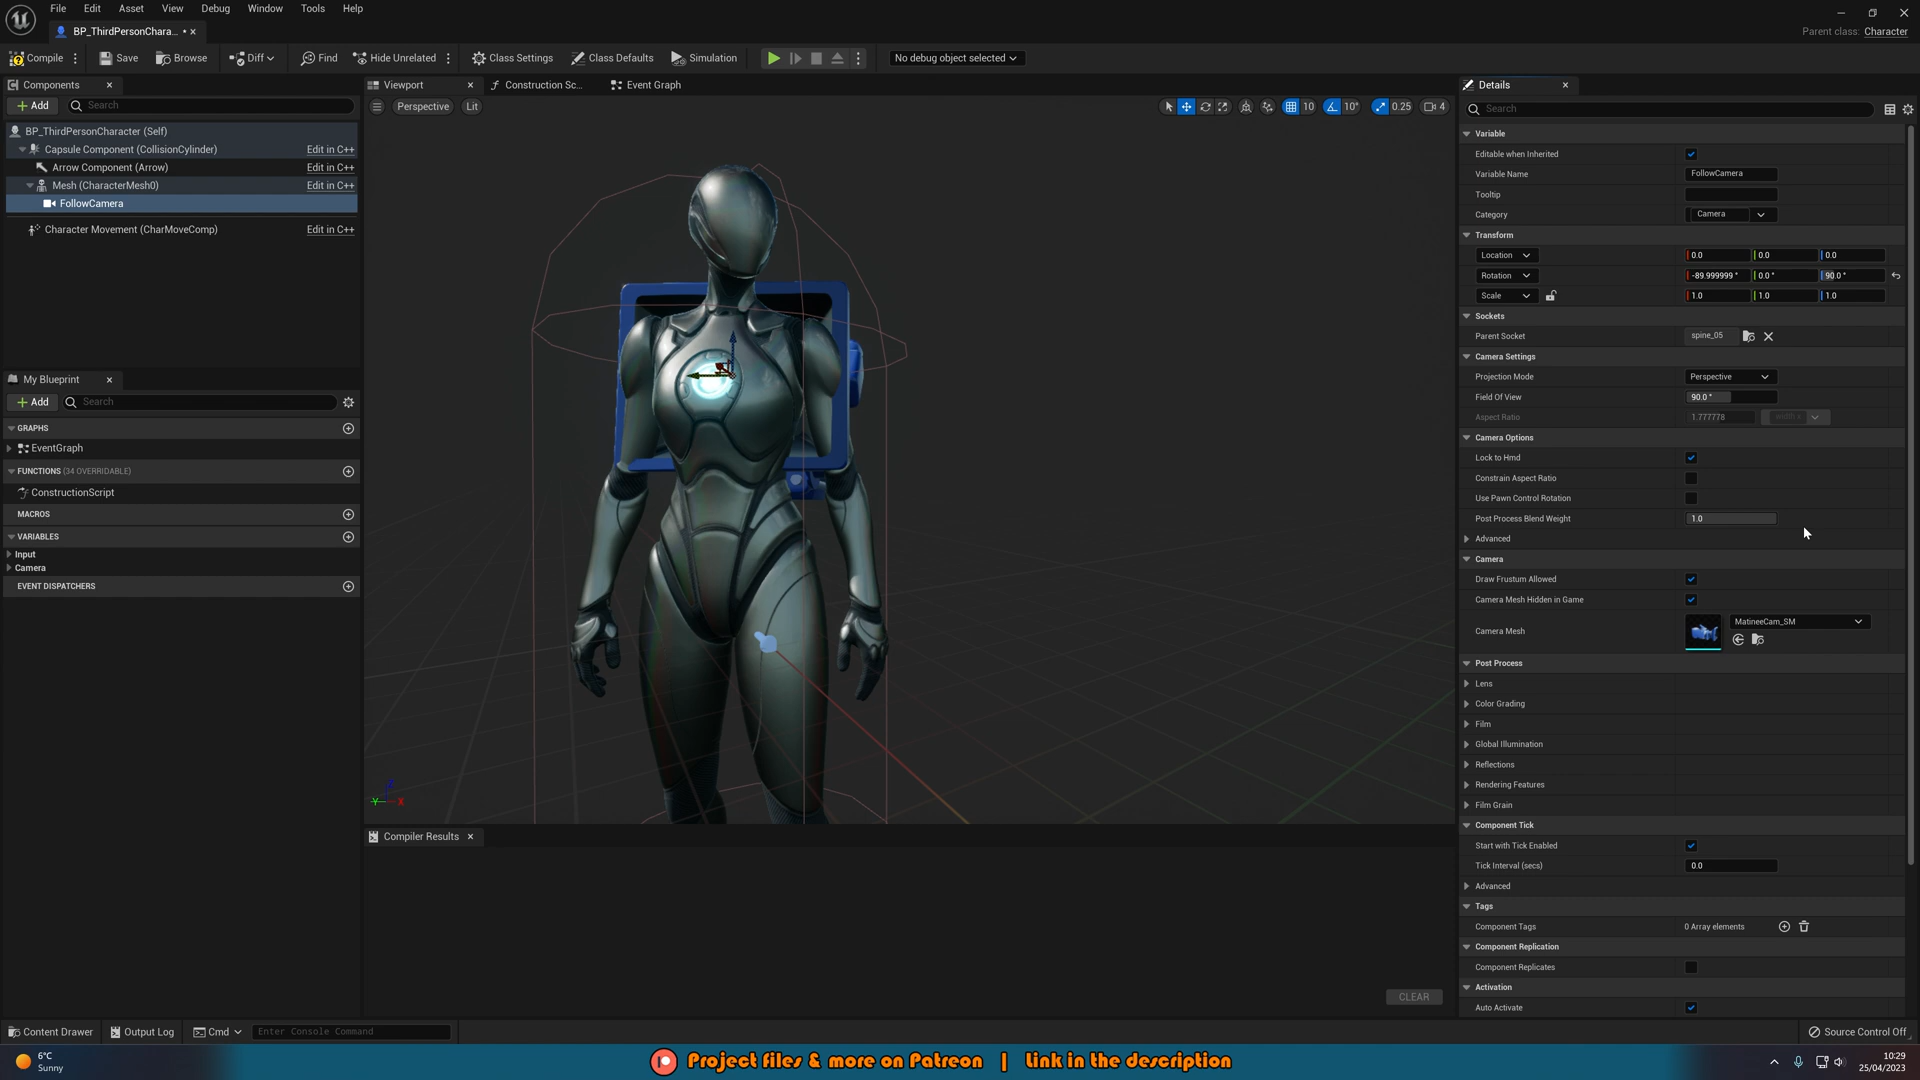 File Edit Asset View Debug Window Tools Help
BP_ThirdPersonChara... •
Parent class: Character
Compile Save Browse Diff Find Hide Unrelated Class Settings Class Defaults Simulation No debug object selected
Components
Add Search
BP_ThirdPersonCharacter (Self)
Capsule Component (CollisionCylinder) Edit in C++
Arrow Component (Arrow) Edit in C++
Mesh (CharacterMesh0) Edit in C++
FollowCamera
Character Movement (CharMoveComp) Edit in C++
My Blueprint
Add Search
GRAPHS
EventGraph
FUNCTIONS (34 OVERRIDABLE)
ConstructionScript
MACROS
VARIABLES
Input
Camera
EVENT DISPATCHERS
Viewport Construction Sc... Event Graph
Perspective Lit 10 10° 0.25 4
Y X
Compiler Results
CLEAR
Details
Search
Variable
Editable when Inherited
Variable Name FollowCamera
Tooltip
Category Camera
Transform
Location 0.0 0.0 0.0
Rotation -89.999999 ° 0.0 ° 90.0 °
Scale 1.0 1.0 1.0
Sockets
Parent Socket spine_05
Camera Settings
Projection Mode Perspective
Field Of View 90.0 °
Aspect Ratio 1.777778
Camera Options
Lock to Hmd
Constrain Aspect Ratio
Use Pawn Control Rotation
Post Process Blend Weight 1.0
Advanced
Camera
Draw Frustum Allowed
Camera Mesh Hidden in Game
Camera Mesh MatineeCam_SM
Post Process
Lens
Color Grading
Film
Global Illumination
Reflections
Rendering Features
Film Grain
Component Tick
Start with Tick Enabled
Tick Interval (secs) 0.0
Advanced
Tags
Component Tags 0 Array elements
Component Replication
Component Replicates
Activation
Auto Activate
Content Drawer Output Log Cmd Enter Console Command Source Control Off
6°C
Sunny
Project files & more on Patreon | Link in the description
10:29
25/04/2023